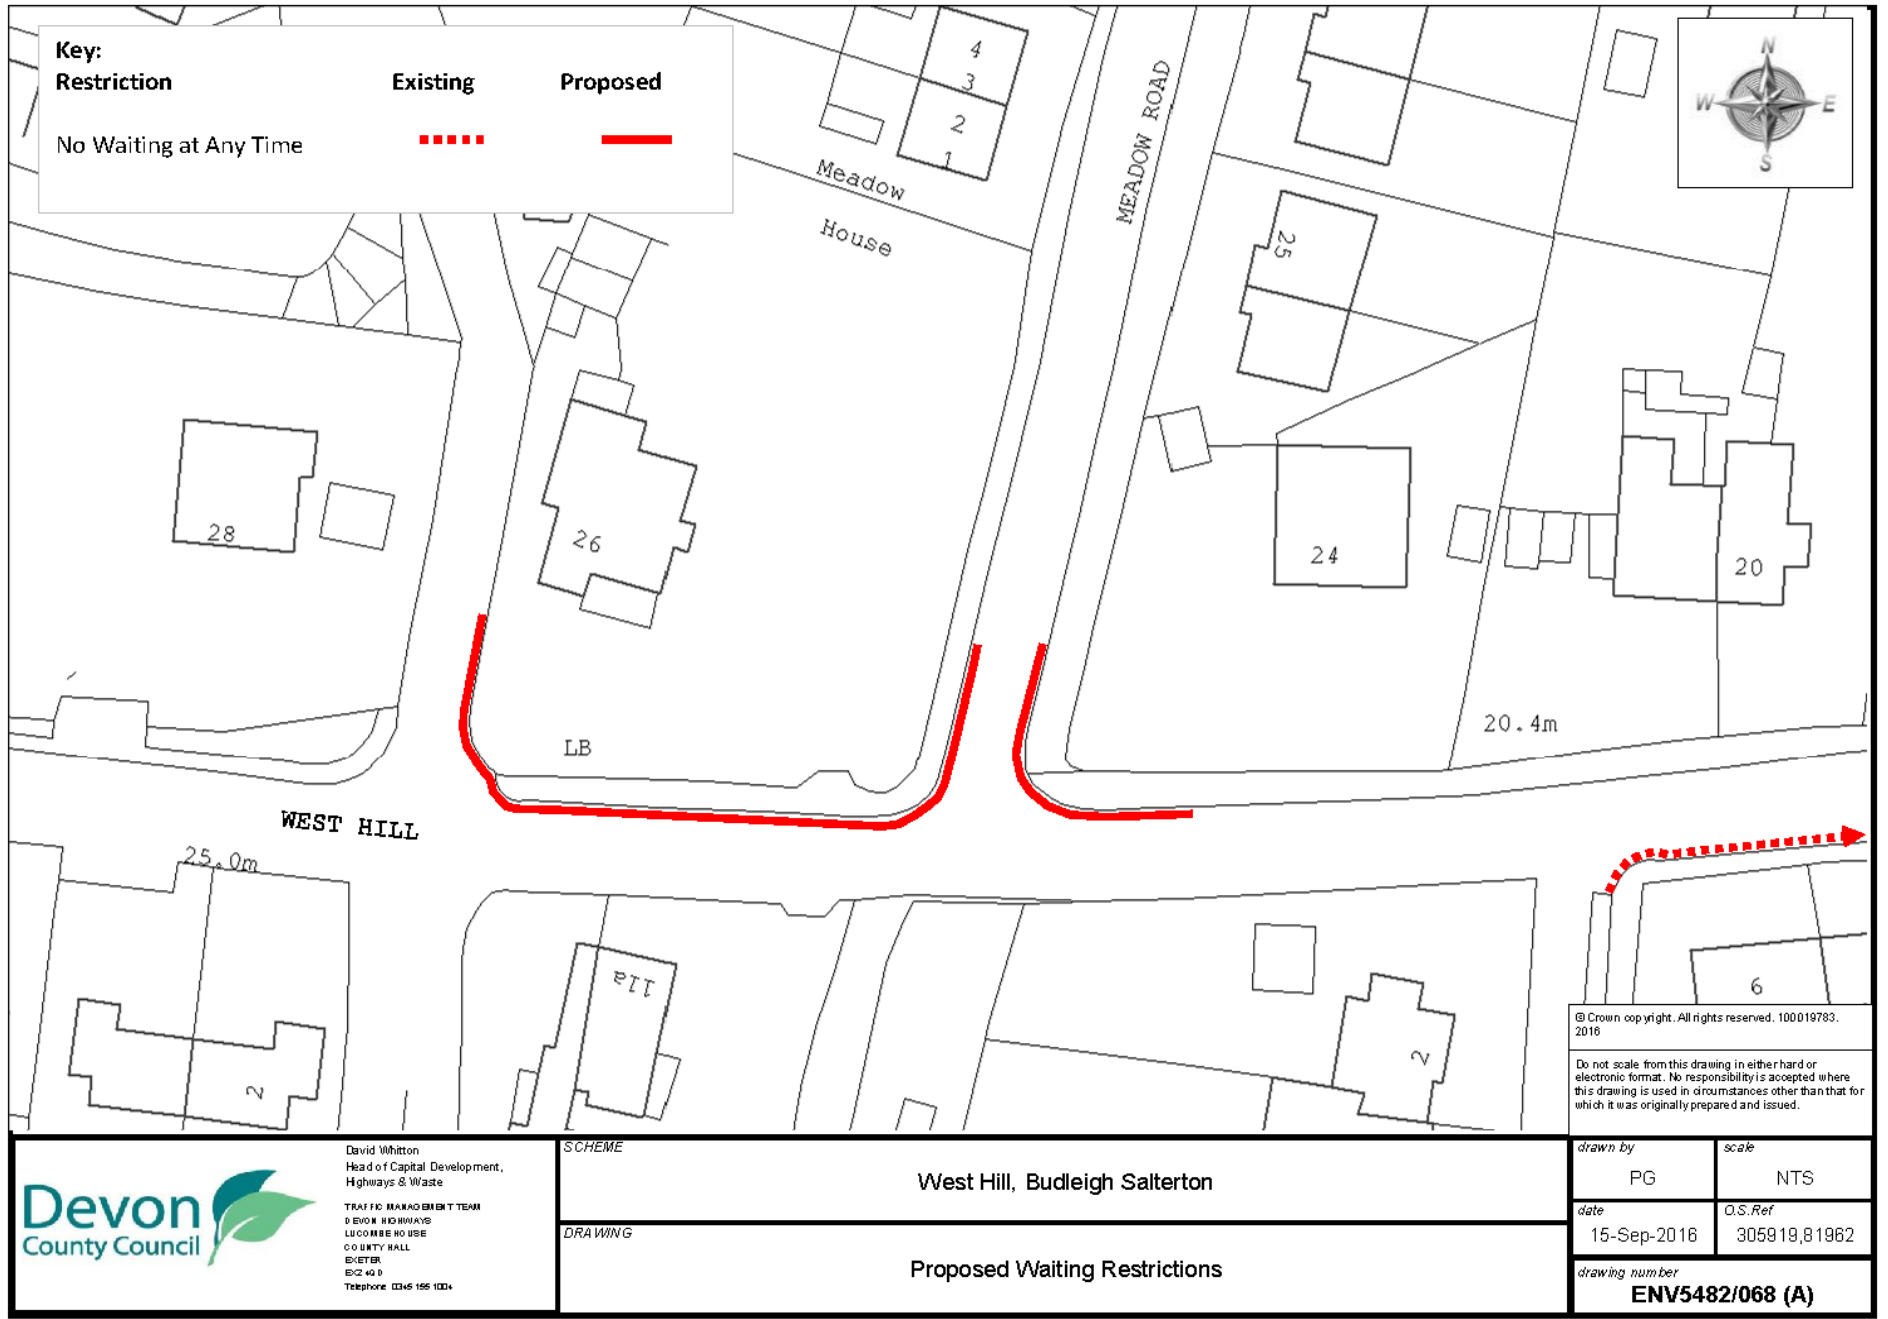 Key:
Restriction Existing Proposed
No Waiting at Any Time
N
W E
S
4
3
2
1
Meadow
House
MEADOW ROAD
25
28
26
24
20
LB
20.4m
WEST HILL
25.0m
11a
2
2
6
© Crown copyright. All rights reserved. 100019783.
2016
Do not scale from this drawing in either hard or
electronic format. No responsibility is accepted where
this drawing is used in circumstances other than that for
which it was originally prepared and issued.
Devon
County Council
David Whitton
Head of Capital Development,
Highways & Waste
TRAFFIC MANAGEMENT TEAM
DEVON HIGHWAYS
LUCOMBE HOUSE
COUNTY HALL
EXETER
EX2 4QD
Telephone 0345 155 1004
SCHEME
West Hill, Budleigh Salterton
DRAWING
Proposed Waiting Restrictions
drawn by
PG
scale
NTS
date
15-Sep-2016
O.S.Ref
305919,81962
drawing number
ENV5482/068 (A)